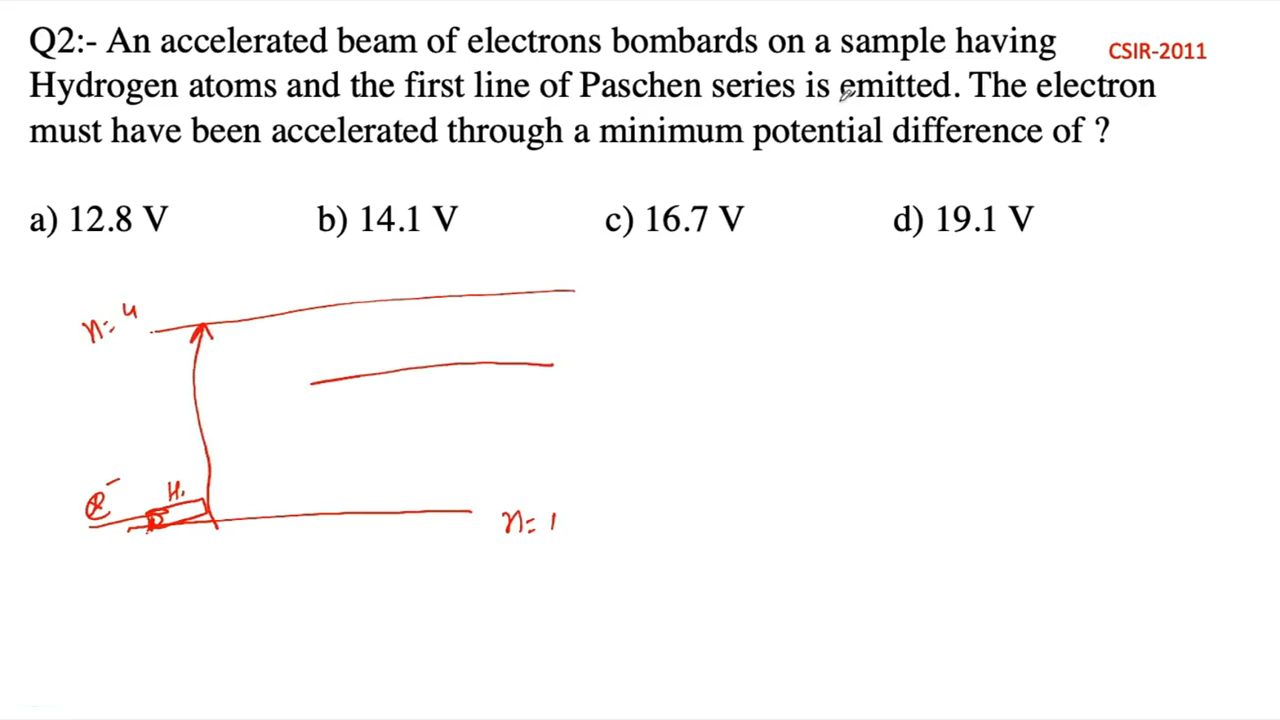 Q2:- An accelerated beam of electrons bombards on a sample having
CSIR-2011
Hydrogen atoms and the first line of Paschen series is emitted. The electron
must have been accelerated through a minimum potential difference of ?
a) 12.8 V b) 14.1 V c) 16.7 V d) 19.1 V
n=4
H
e⁻
n=1